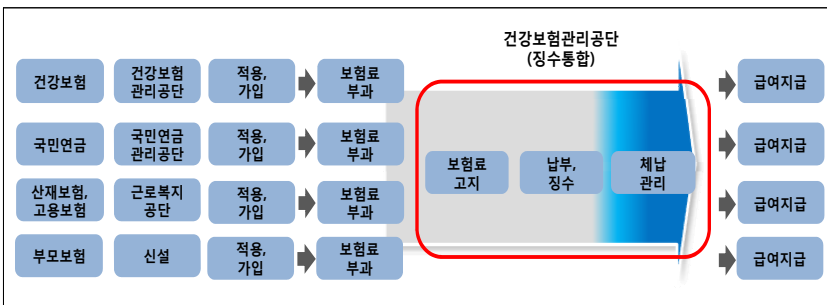 건강보험관리공단
(징수통합)
건강보험
건강보험
관리공단
적용,
가입
보험료
부과
급여지급
국민연금
국민연금
관리공단
적용,
가입
보험료
부과
급여지급
보험료
고지
납부,
징수
체납
관리
산재보험,
고용보험
근로복지
공단
적용,
가입
보험료
부과
급여지급
부모보험
신설
적용,
가입
보험료
부과
급여지급